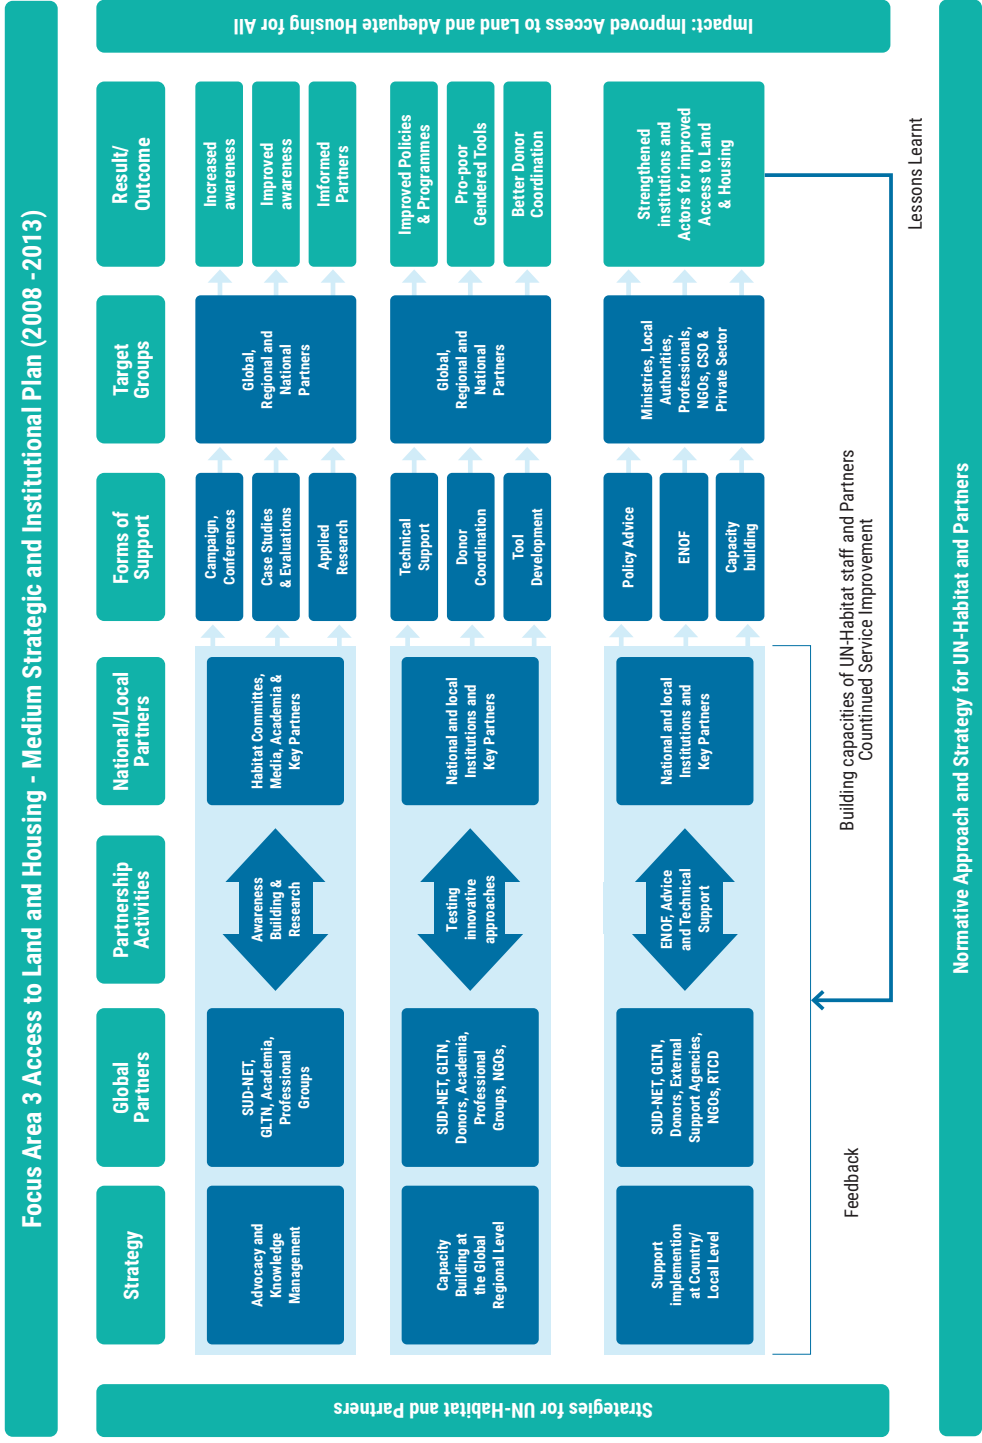 Focus Area 3 Access to Land and Housing - Medium Strategic and Institutional Plan (2008 -2013)
Strategies for UN-Habitat and Partners
Strategy
Global
Partners
Partnership
Activities
National/Local
Partners
Forms of
Support
Target
Groups
Result/
Outcome
Advocacy and
Knowledge
Management
SUD-NET,
GLTN, Academia,
Professional
Groups
Awareness
Building &
Research
Habitat Committes,
Media, Academia &
Key Partners
Campaign,
Conferences
Case Studies
& Evaluations
Applied
Research
Global,
Regional and
National
Partners
Increased
awareness
Improved
awareness
Imformed
Partners
Capacity
Building at
the Global
Regional Level
SUD-NET, GLTN,
Donors, Academia,
Professional
Groups, NGOs,
Testing
innovative
approaches
National and local
Institutions and
Key Partners
Technical
Support
Donor
Coordination
Tool
Development
Global,
Regional and
National
Partners
Improved Policies
& Programmes
Pro-poor
Gendered Tools
Better Donor
Coordination
Support
implemention
at Country/
Local Level
SUD-NET, GLTN,
Donors, External
Support Agencies,
NGOs, RTCD
ENOF, Advice
and Technical
Support
National and local
Institutions and
Key Partners
Policy Advice
ENOF
Capacity
building
Ministries, Local
Authorities,
Professionals,
NGOs, CSO &
Private Sector
Strengthened
institutions and
Actors for improved
Access to Land
& Housing
Impact: Improved Access to Land and Adequate Housing for All
Feedback
Building capacities of UN-Habitat staff and Partners
Countinued Service Improvement
Lessons Learnt
Normative Approach and Strategy for UN-Habitat and Partners